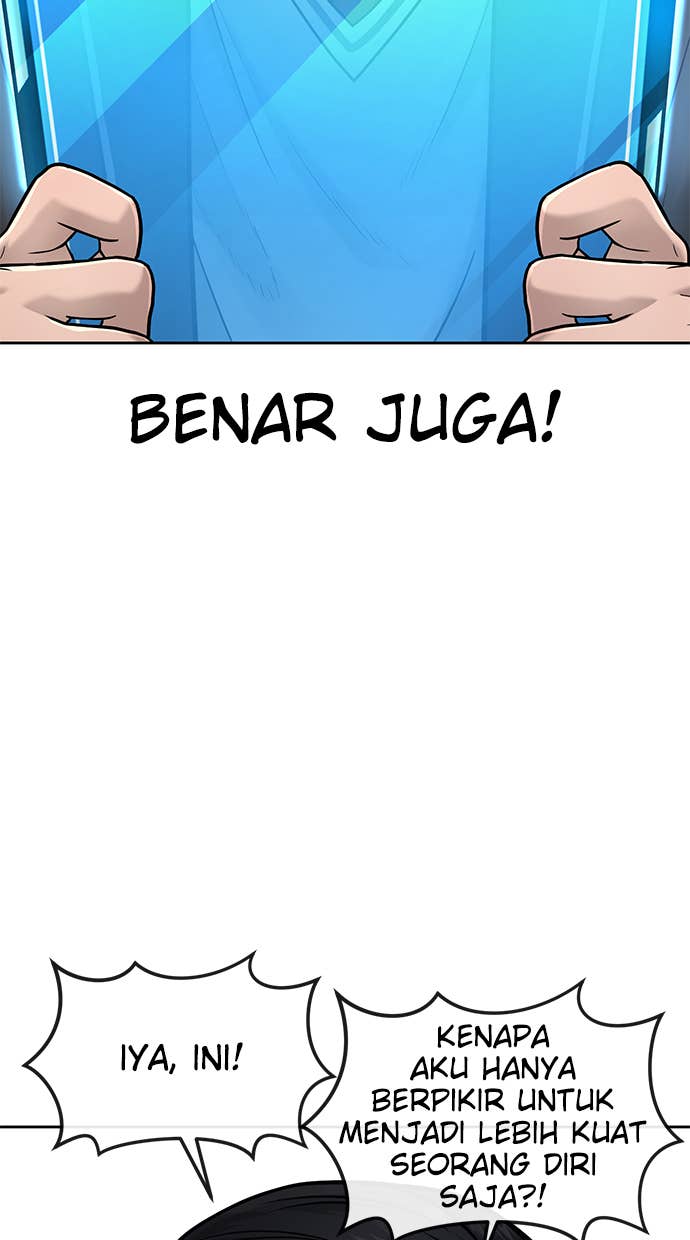 BENAR JUGA!
IYA, INI!
KENAPA
AKU HANYA
BERPIKIR UNTUK
MENJADI LEBIH KUAT
SEORANG DIRI
SAJA?!